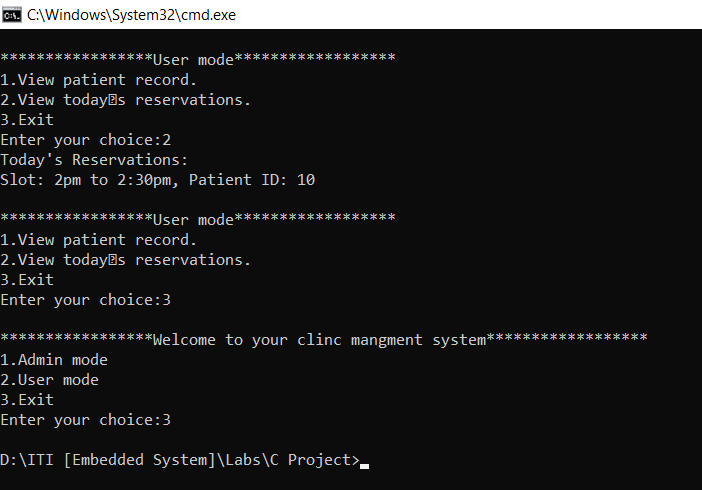 C:\Windows\System32\cmd.exe
*****************User mode******************
1.View patient record.
2.View today�s reservations.
3.Exit
Enter your choice:2
Today's Reservations:
Slot: 2pm to 2:30pm, Patient ID: 10
*****************User mode******************
1.View patient record.
2.View today�s reservations.
3.Exit
Enter your choice:3
*****************Welcome to your clinc mangment system******************
1.Admin mode
2.User mode
3.Exit
Enter your choice:3
D:\ITI [Embedded System]\Labs\C Project>